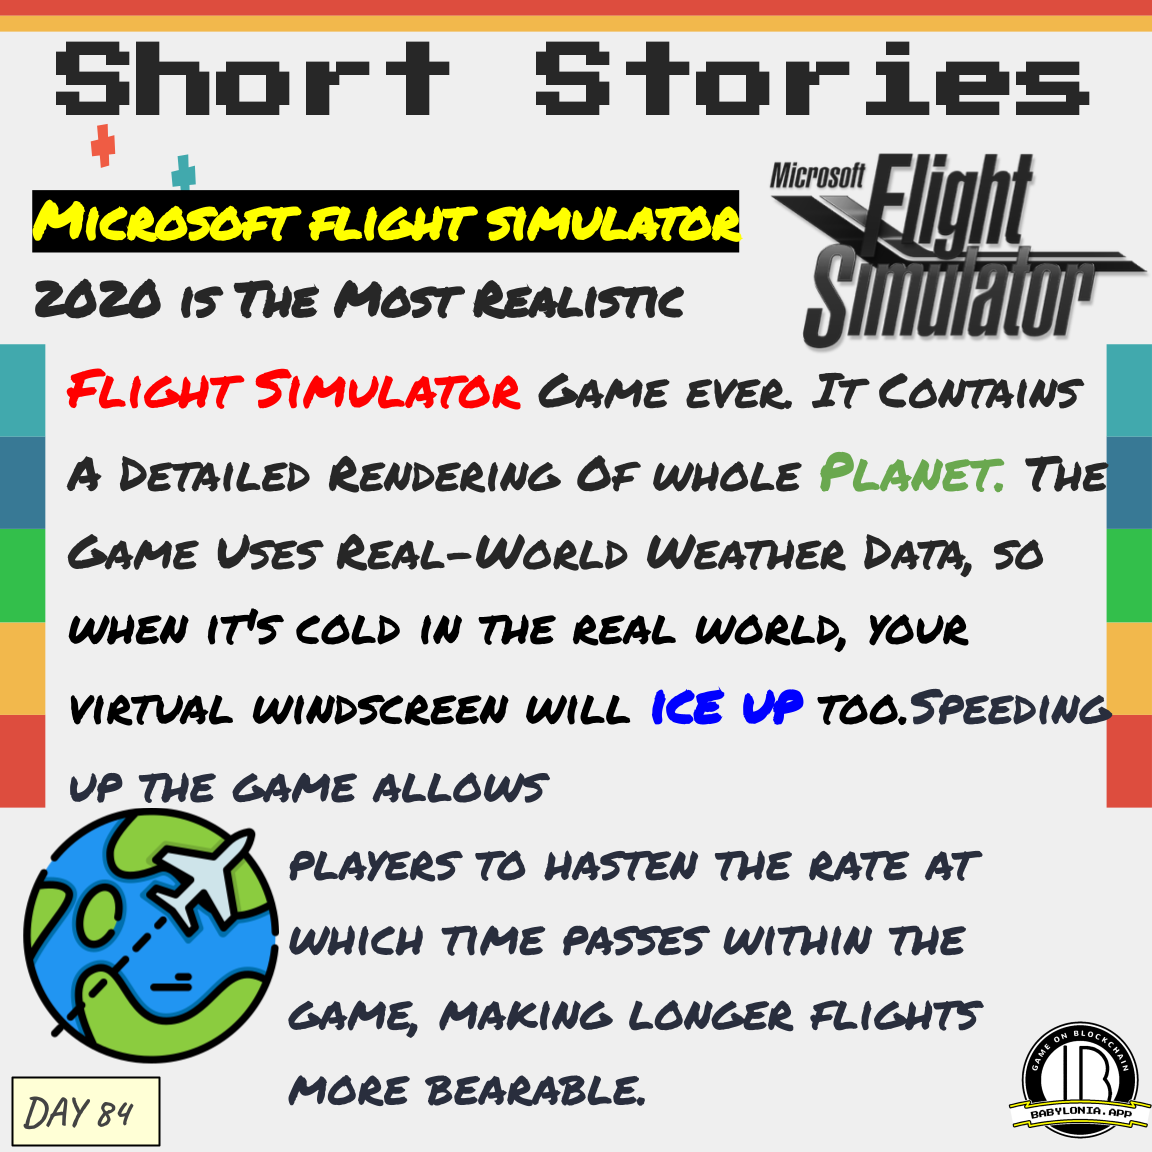 Short Stories
Microsoft
Flight
Simulator
Microsoft flight simulator
2020 is The Most Realistic
Flight Simulator Game ever. It Contains
A Detailed Rendering Of whole Planet. The
Game Uses Real-World Weather Data, so
when it's cold in the real world, your
virtual windscreen will ice up too.Speeding
up the game allows
players to hasten the rate at
which time passes within the
game, making longer flights
more bearable.
DAY 84
GAME ON BLOCKCHAIN
BABYLONIA.APP